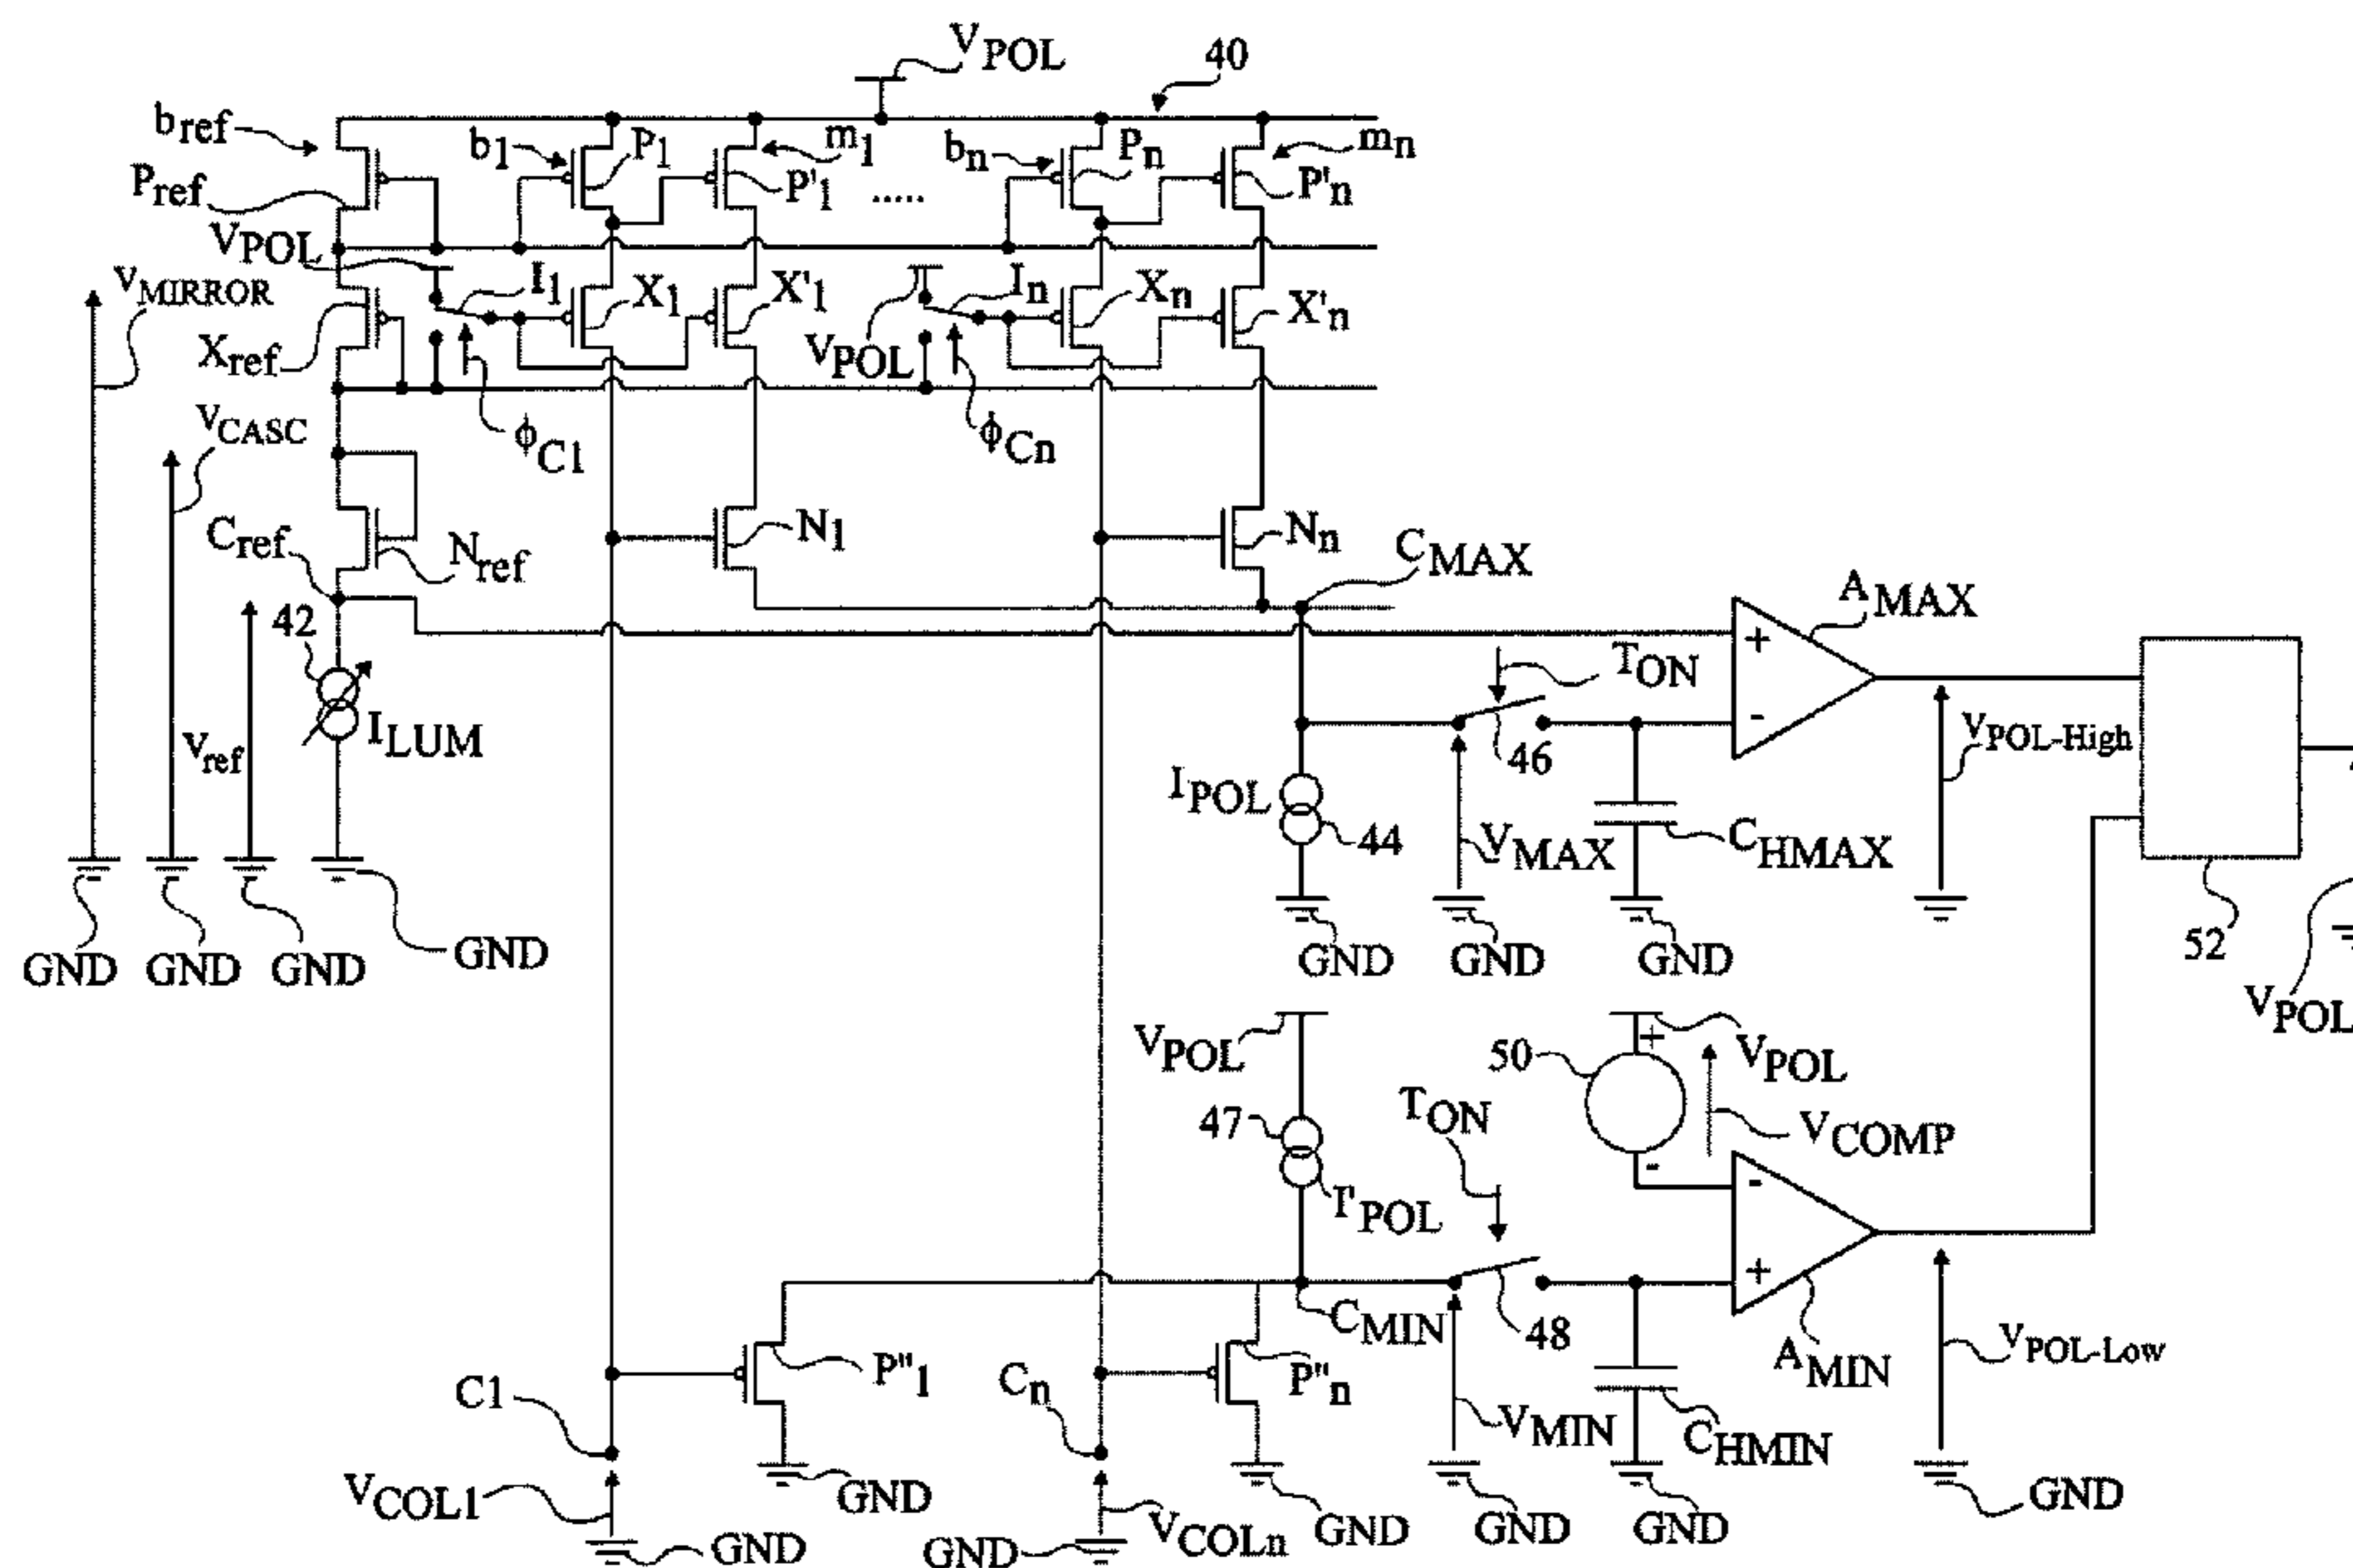 VPOL
40
bref
b1
P1
m1
bn
Pn
mn
Pref
P'1
.....
P'n
VPOL
VMIRROR
I1
X1
X'1
In
Xn
X'n
Xref
VPOL
VCASC
ϕC1
ϕCn
Cref
Nref
N1
Nn
CMAX
AMAX
42
+
TON
ILUM
Vref
-
46
VPOL-High
IPOL
44
VMAX
CHMAX
GND
GND
GND
GND
GND
GND
GND
52
VPOL
VPOL
50
+
VPOL
47
TON
VCOMP
-
I'POL
-
+
CMIN
48
AMIN
VPOL-Low
C1
P"1
Cn
P"n
VMIN
CHMIN
VCOL1
GND
GND
VCOLn
GND
GND
GND
GND
GND